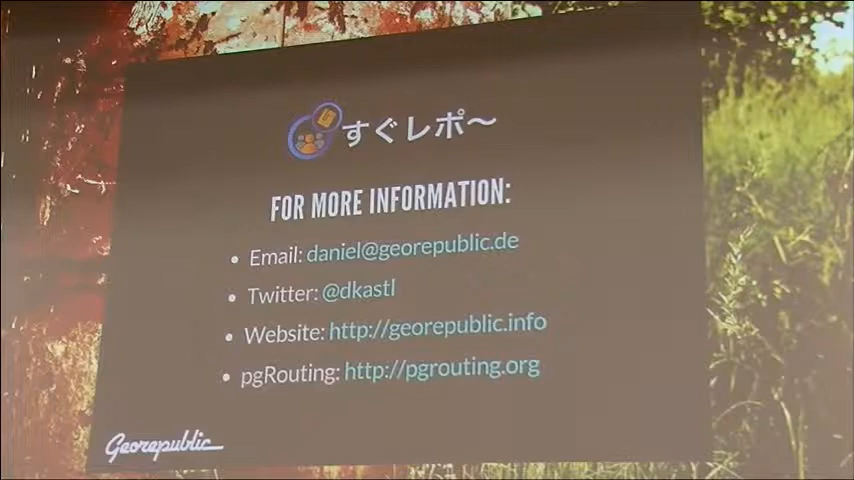 すぐレポ〜
FOR MORE INFORMATION:
• Email: daniel@georepublic.de
• Twitter: @dkastl
• Website: http://georepublic.info
• pgRouting: http://pgrouting.org
Georepublic